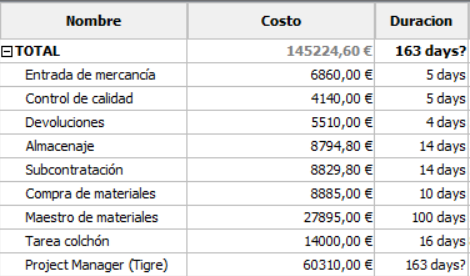 Nombre Costo Duracion
TOTAL 145224,60 € 163 days?
Entrada de mercancía 6860,00 € 5 days
Control de calidad 4140,00 € 5 days
Devoluciones 5510,00 € 4 days
Almacenaje 8794,80 € 14 days
Subcontratación 8829,80 € 14 days
Compra de materiales 8885,00 € 10 days
Maestro de materiales 27895,00 € 100 days
Tarea colchón 14000,00 € 16 days
Project Manager (Tigre) 60310,00 € 163 days?